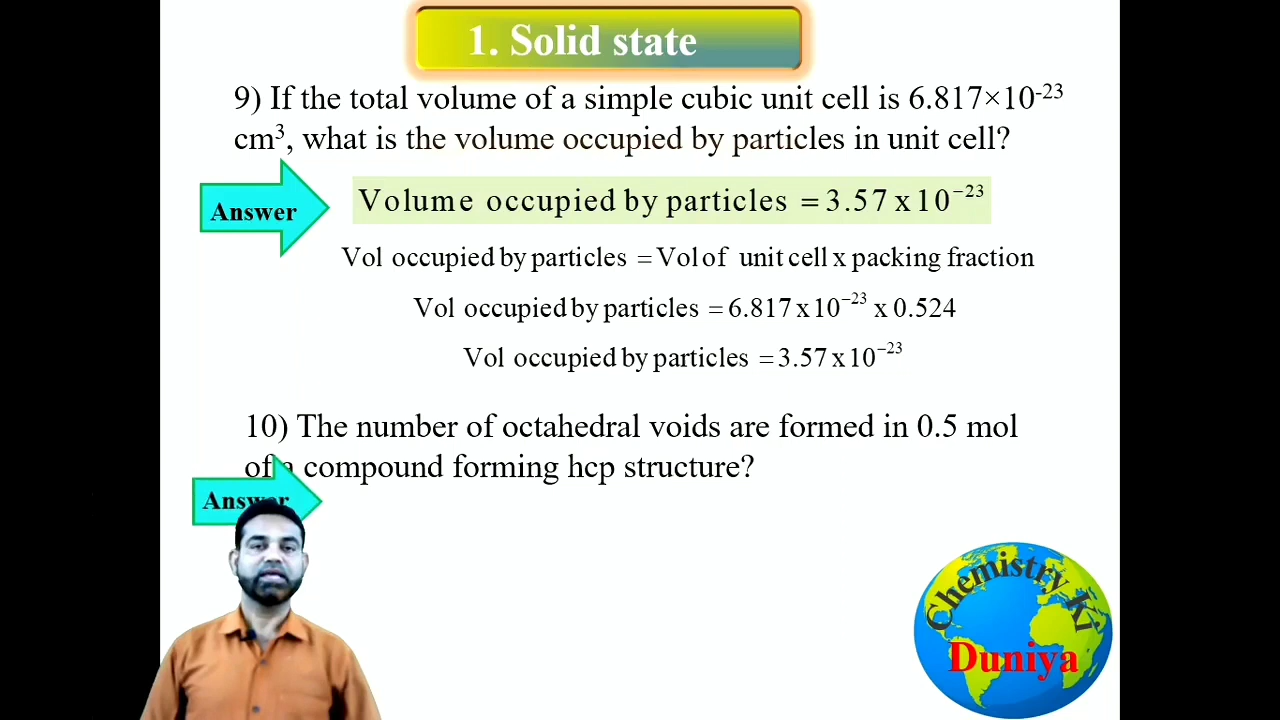 1. Solid state
9) If the total volume of a simple cubic unit cell is 6.817×10⁻²³
cm³, what is the volume occupied by particles in unit cell?
Answer
Volume occupied by particles = 3.57 x 10⁻²³
Vol occupied by particles = Vol of unit cell x packing fraction
Vol occupied by particles = 6.817 x 10⁻²³ x 0.524
Vol occupied by particles = 3.57 x 10⁻²³
10) The number of octahedral voids are formed in 0.5 mol
of a compound forming hcp structure?
Answer
Chemistry Ki
Duniya